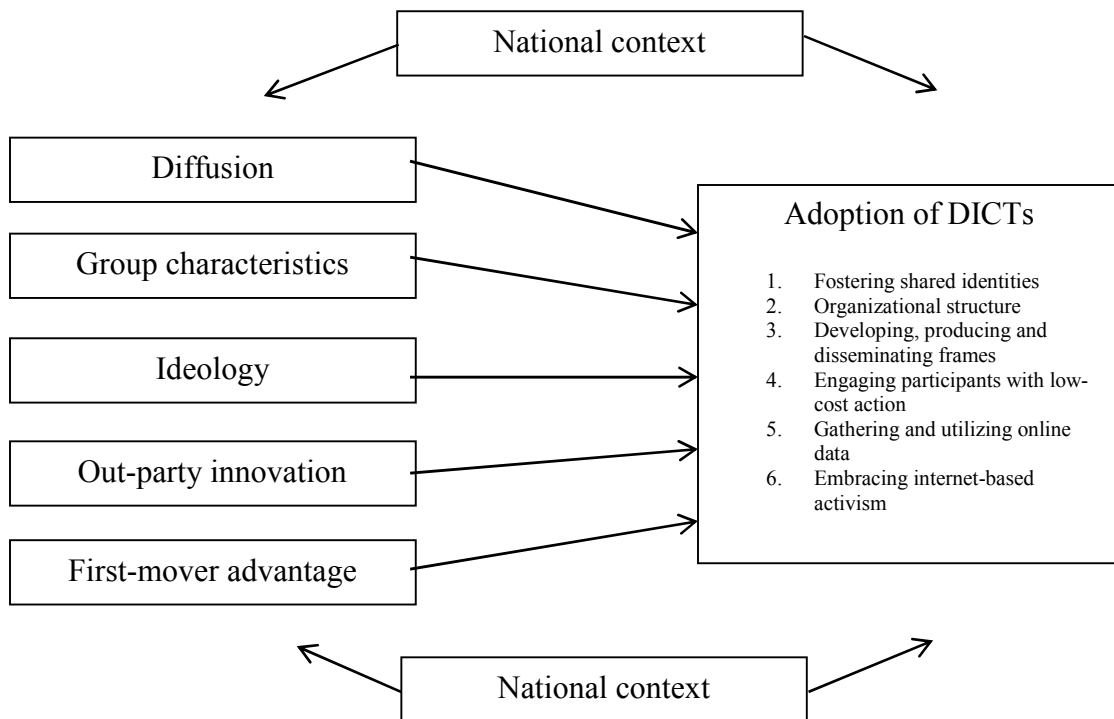 National context
Diffusion
Group characteristics
Ideology
Out-party innovation
First-mover advantage
Adoption of DICTs
1. Fostering shared identities
2. Organizational structure
3. Developing, producing and
disseminating frames
4. Engaging participants with low-
cost action
5. Gathering and utilizing online
data
6. Embracing internet-based
activism
National context